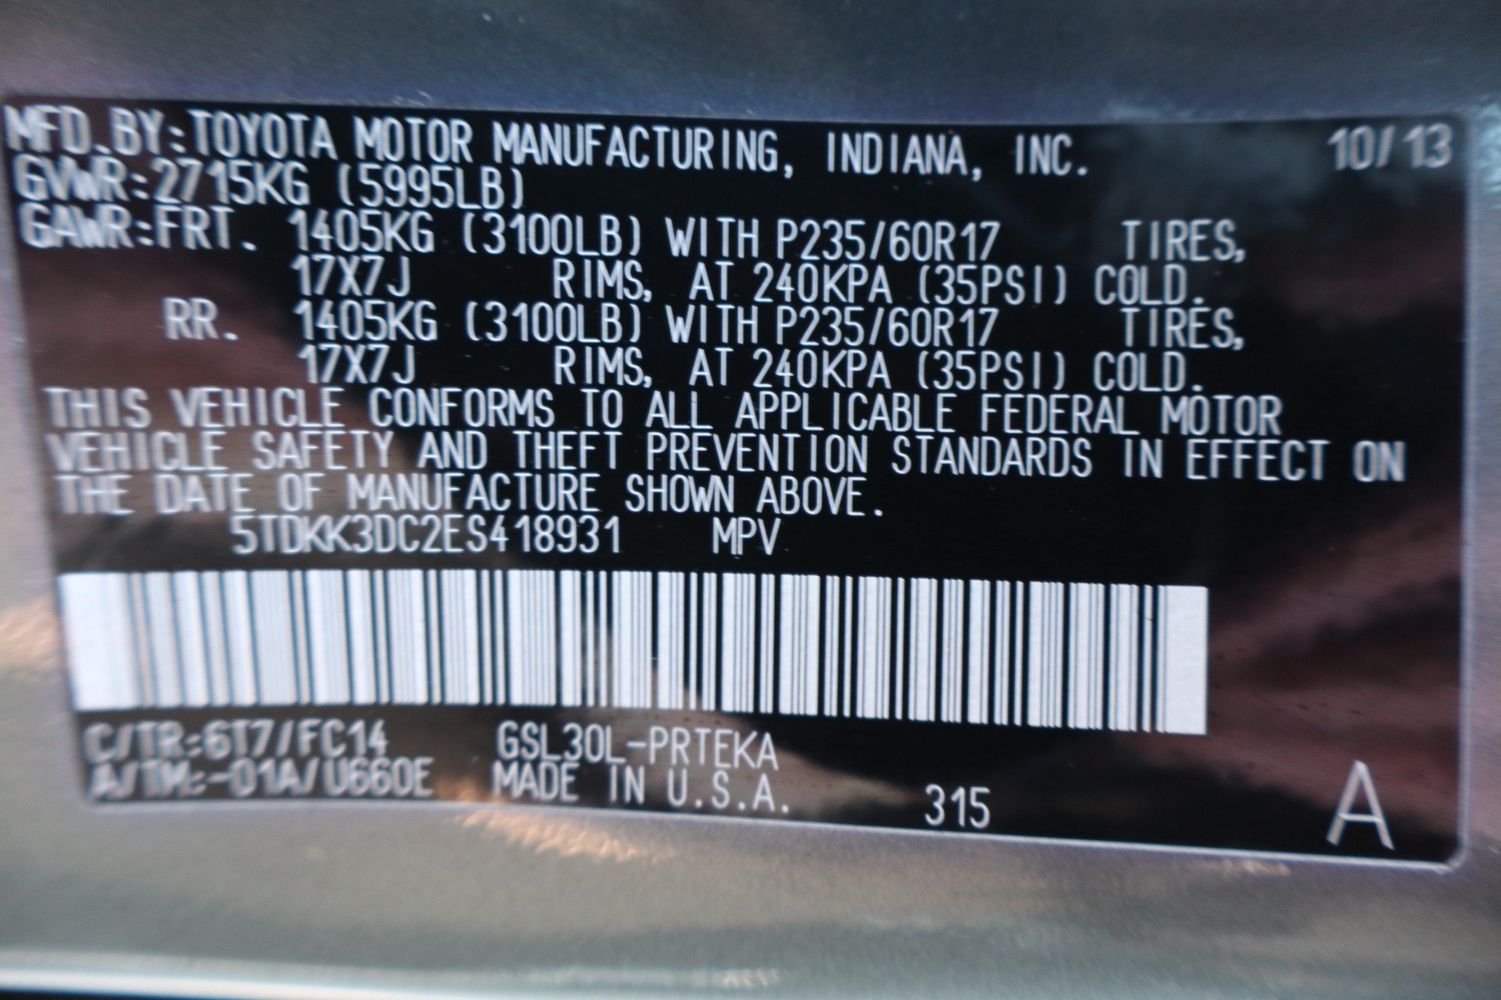 MFD.BY:TOYOTA MOTOR MANUFACTURING, INDIANA, INC. 10/13
GVWR:2715KG (5995LB)
GAWR:FRT. 1405KG (3100LB) WITH P235/60R17 TIRES,
17X7J RIMS, AT 240KPA (35PSI) COLD.
RR. 1405KG (3100LB) WITH P235/60R17 TIRES,
17X7J RIMS, AT 240KPA (35PSI) COLD.
THIS VEHICLE CONFORMS TO ALL APPLICABLE FEDERAL MOTOR
VEHICLE SAFETY AND THEFT PREVENTION STANDARDS IN EFFECT ON
THE DATE OF MANUFACTURE SHOWN ABOVE.
5TDKK3DC2ES418931 MPV
C/TR:6T7/FC14 GSL30L-PRTEKA
A/TM:-01A/U660E MADE IN U.S.A. 315 A